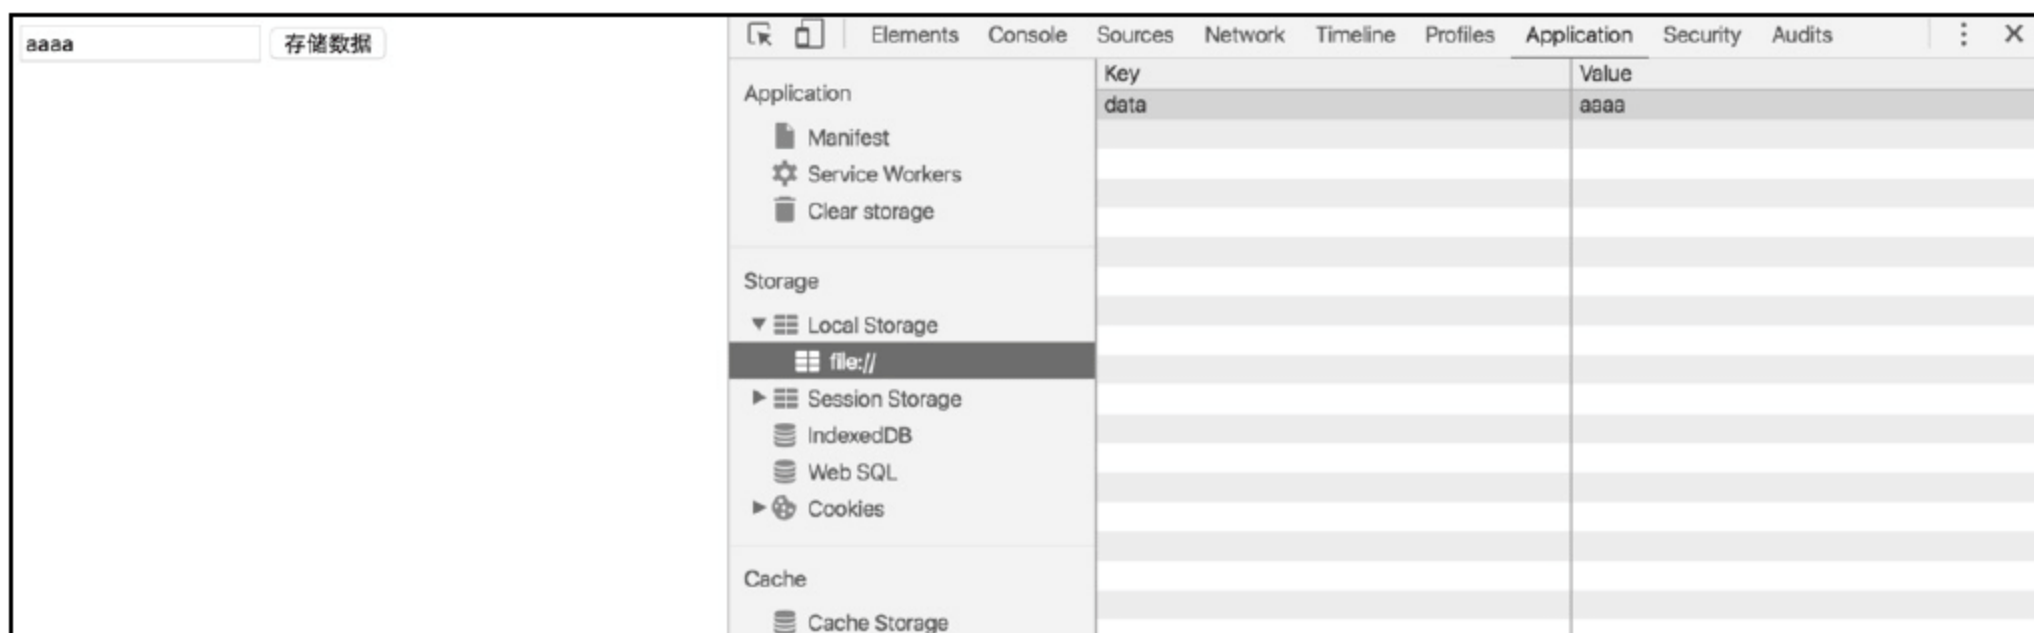 aaaa 存储数据
Elements Console Sources Network Timeline Profiles Application Security Audits
Application
Manifest
Service Workers
Clear storage
Storage
Local Storage
file://
Session Storage
IndexedDB
Web SQL
Cookies
Cache
Cache Storage
Key Value
data aaaa